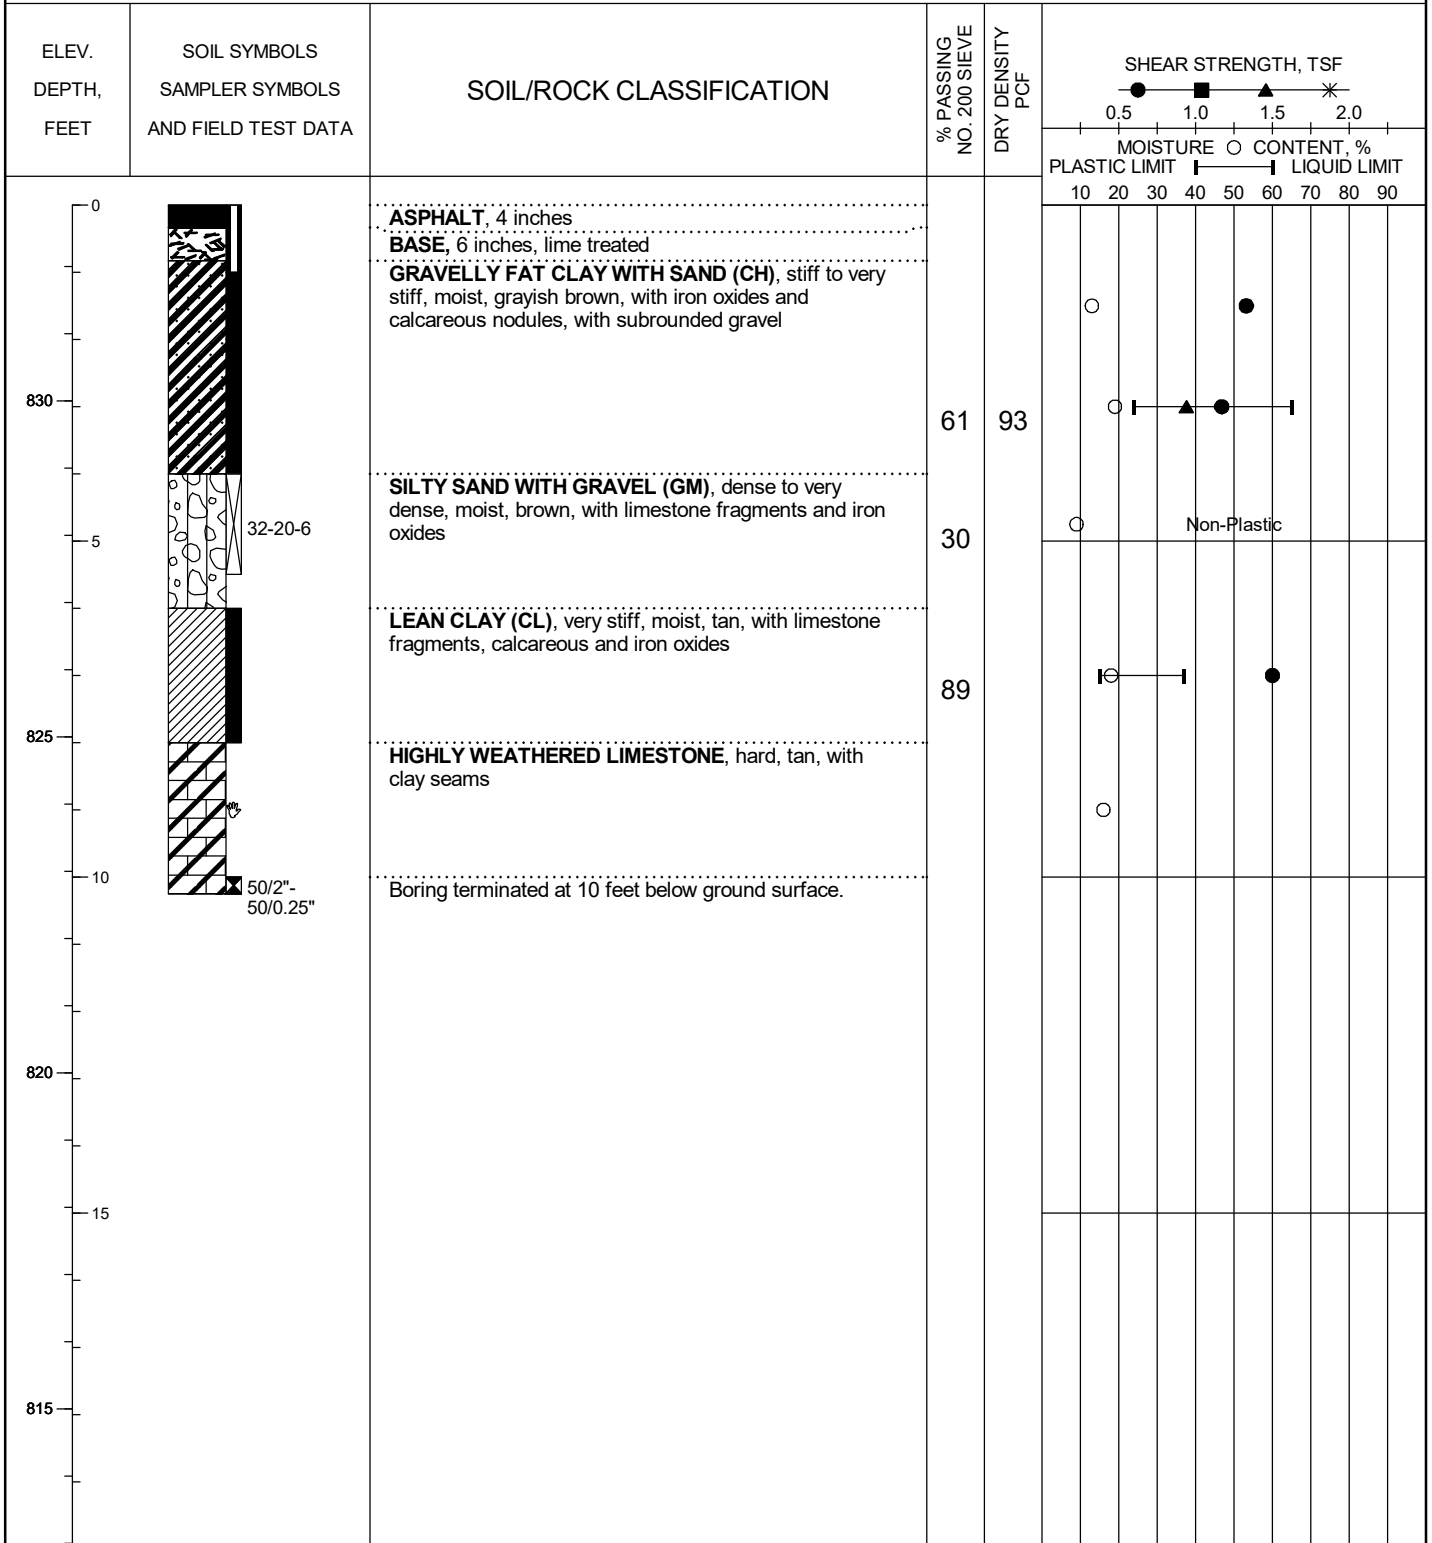 ELEV.
DEPTH,
FEET
SOIL SYMBOLS
SAMPLER SYMBOLS
AND FIELD TEST DATA
SOIL/ROCK CLASSIFICATION
% PASSING
NO. 200 SIEVE
DRY DENSITY
PCF
SHEAR STRENGTH, TSF
0.5 1.0 1.5 2.0
MOISTURE CONTENT, %
PLASTIC LIMIT LIQUID LIMIT
10 20 30 40 50 60 70 80 90
0
ASPHALT, 4 inches
BASE, 6 inches, lime treated
GRAVELLY FAT CLAY WITH SAND (CH), stiff to very
stiff, moist, grayish brown, with iron oxides and
calcareous nodules, with subrounded gravel
830
61 93
SILTY SAND WITH GRAVEL (GM), dense to very
dense, moist, brown, with limestone fragments and iron
oxides
32-20-6
30
Non-Plastic
5
LEAN CLAY (CL), very stiff, moist, tan, with limestone
fragments, calcareous and iron oxides
89
825
HIGHLY WEATHERED LIMESTONE, hard, tan, with
clay seams
10
50/2"-
50/0.25"
Boring terminated at 10 feet below ground surface.
820
15
815